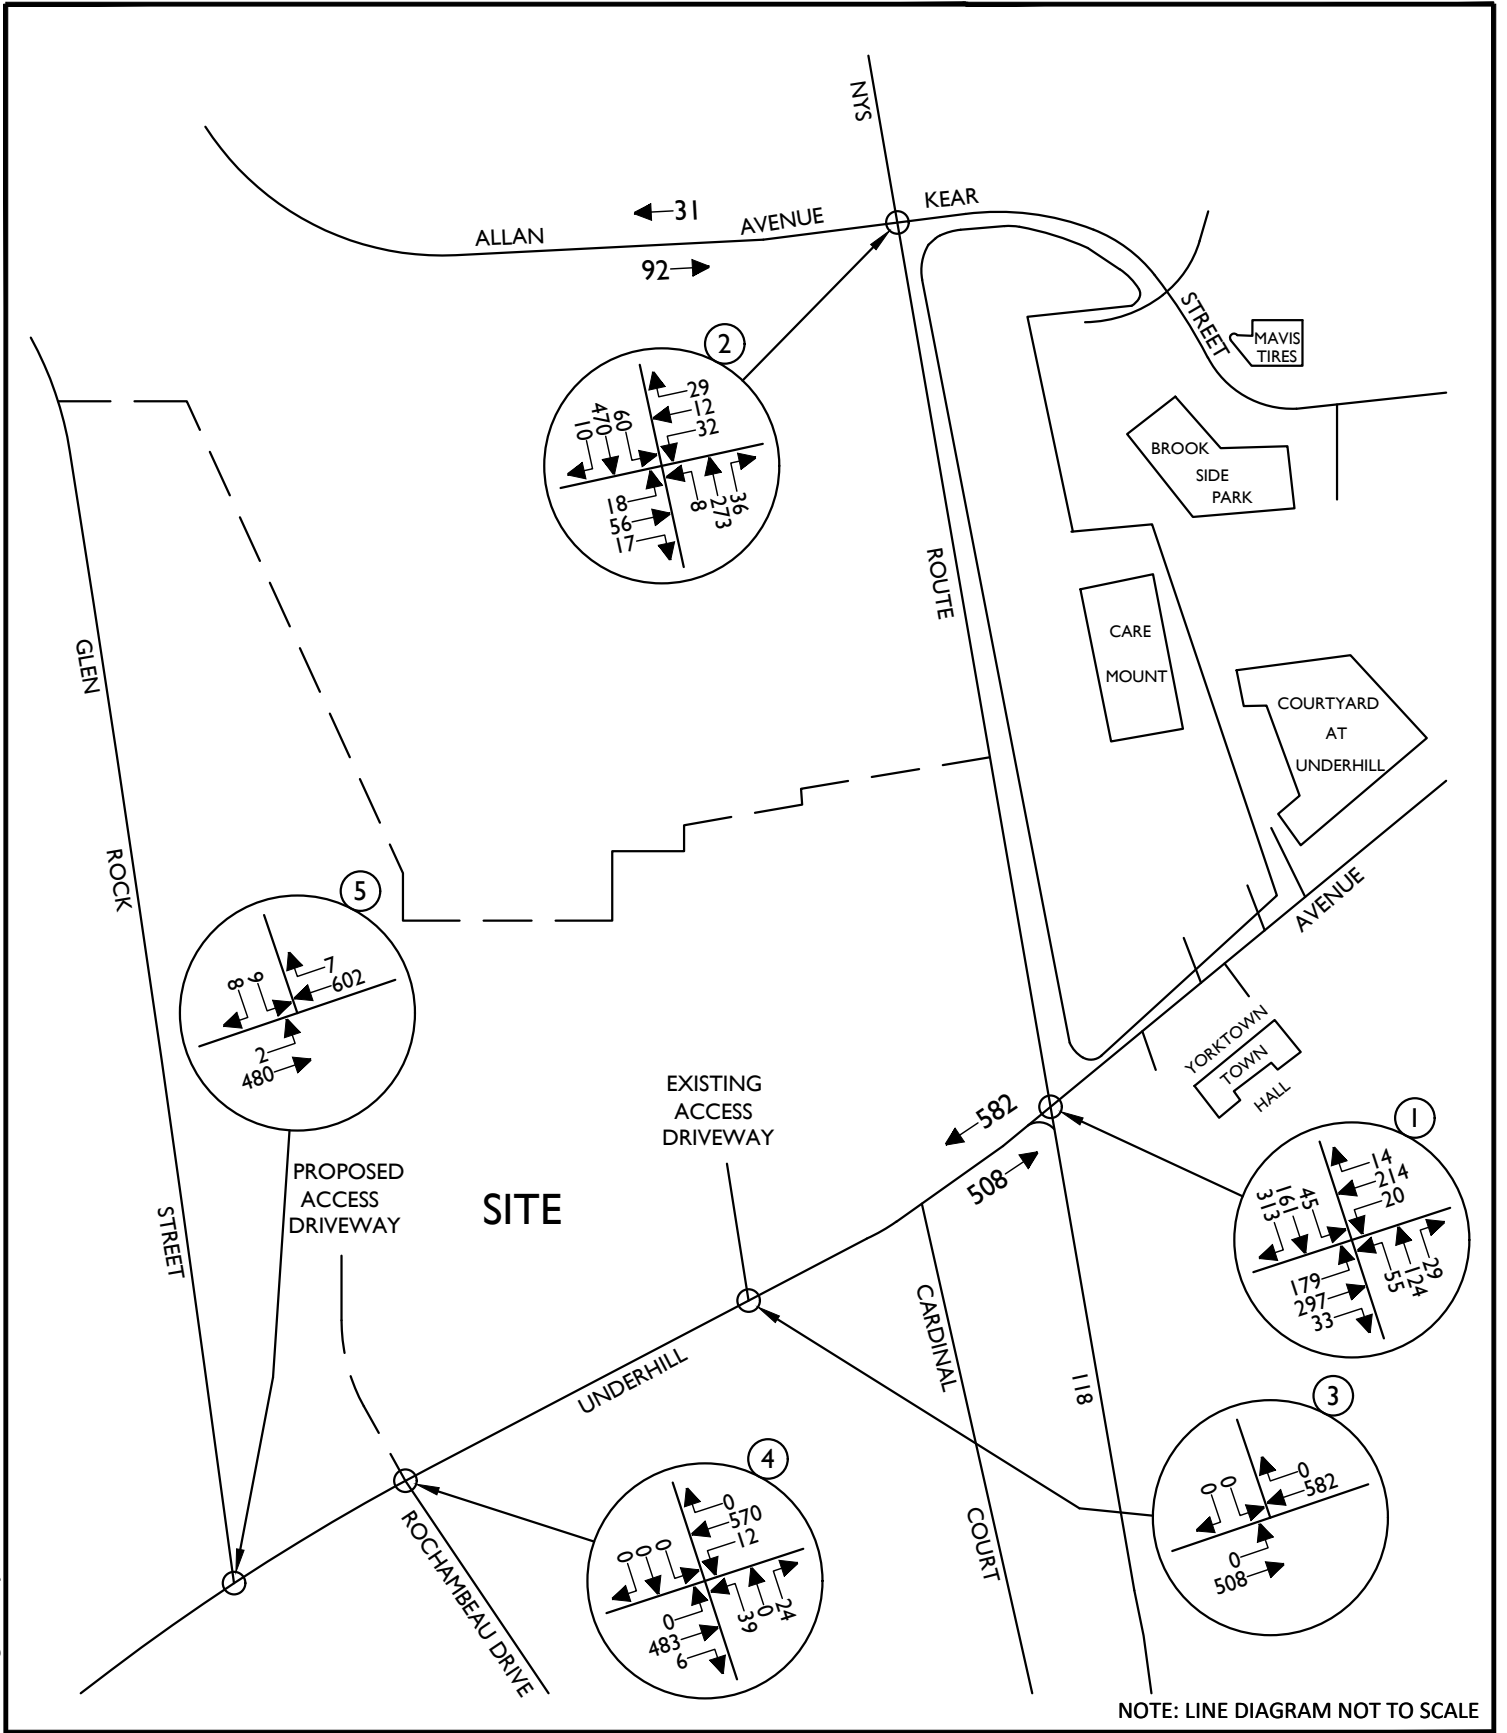 NYS
KEAR
31
ALLAN
AVENUE
92
STREET
MAVIS
TIRES
2
29
12
32
10
470
60
18
56
17
8
273
36
BROOK
SIDE
PARK
ROUTE
CARE
MOUNT
COURTYARD
AT
UNDERHILL
GLEN
ROCK
STREET
AVENUE
5
7
602
8
9
2
480
YORKTOWN
TOWN
HALL
EXISTING
ACCESS
DRIVEWAY
582
508
1
14
214
20
313
161
45
179
297
33
55
124
29
PROPOSED
ACCESS
DRIVEWAY
SITE
CARDINAL
COURT
118
UNDERHILL
3
0
582
0
0
0
508
4
0
570
12
0
0
0
0
483
6
39
0
24
ROCHAMBEAU DRIVE
NOTE: LINE DIAGRAM NOT TO SCALE